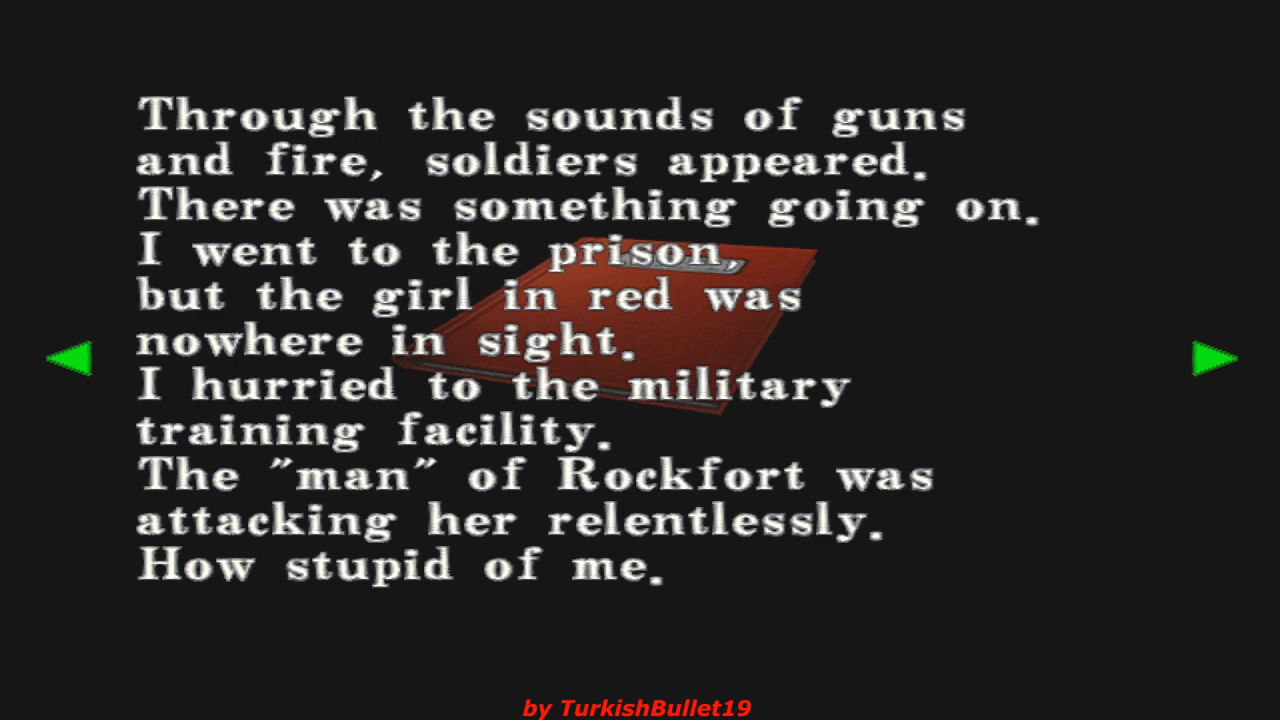 Through the sounds of guns
and fire, soldiers appeared.
There was something going on.
I went to the prison,
but the girl in red was
nowhere in sight.
I hurried to the military
training facility.
The "man" of Rockfort was
attacking her relentlessly.
How stupid of me.
by TurkishBullet19